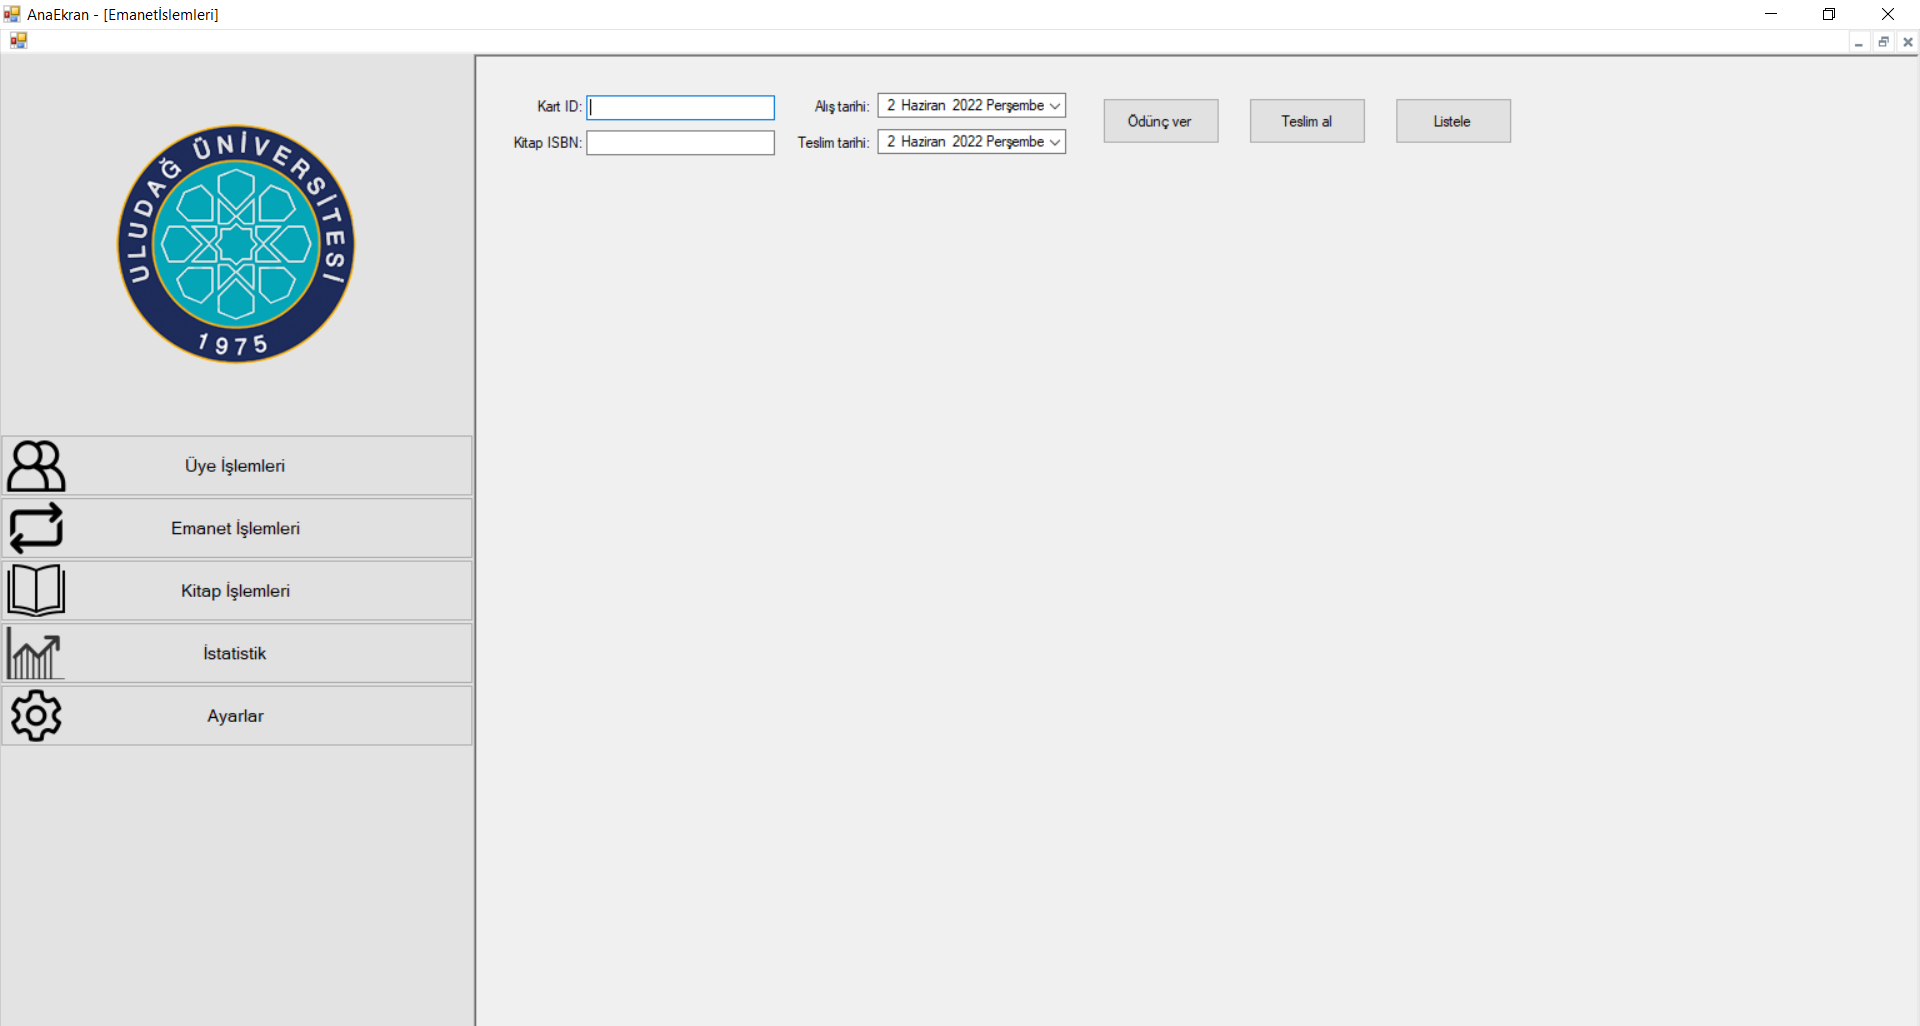 AnaEkran - [Emanetİslemleri]
ULUDAĞ ÜNİVERSİTESİ
1975
Üye İşlemleri
Emanet İşlemleri
Kitap İşlemleri
İstatistik
Ayarlar
Kart ID:
Alış tarihi: 2 Haziran 2022 Perşembe
Kitap ISBN:
Teslim tarihi: 2 Haziran 2022 Perşembe
Ödünç ver
Teslim al
Listele